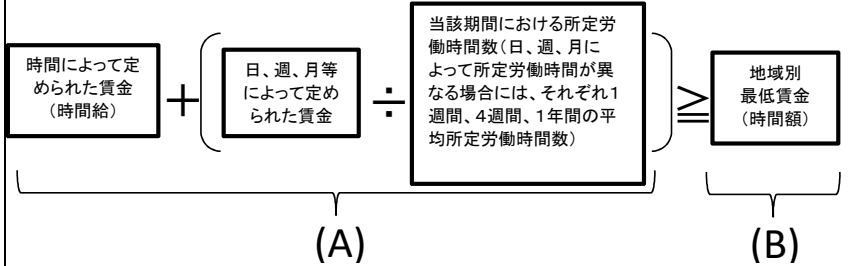 時間によって定
められた賃金
（時間給）
＋
日、週、月等
によって定め
られた賃金
÷
当該期間における所定労
働時間数（日、週、月に
よって所定労働時間が異
なる場合には、それぞれ１
週間、４週間、１年間の平
均所定労働時間数）
≧
地域別
最低賃金
（時間額）
(A)
(B)